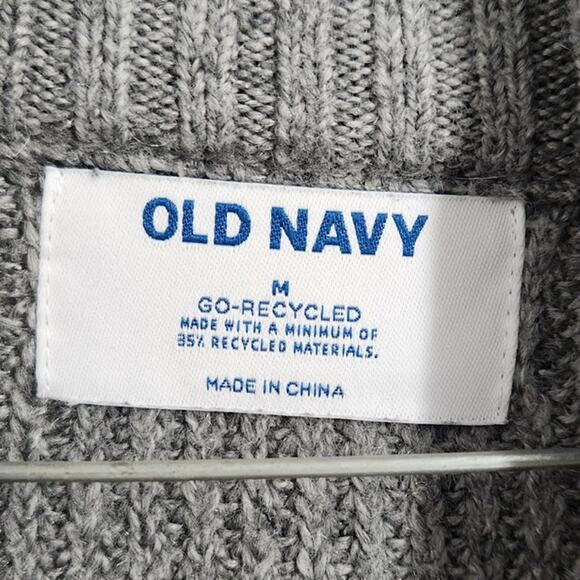 OLD NAVY
M
GO-RECYCLED
MADE WITH A MINIMUM OF
35% RECYCLED MATERIALS.
MADE IN CHINA